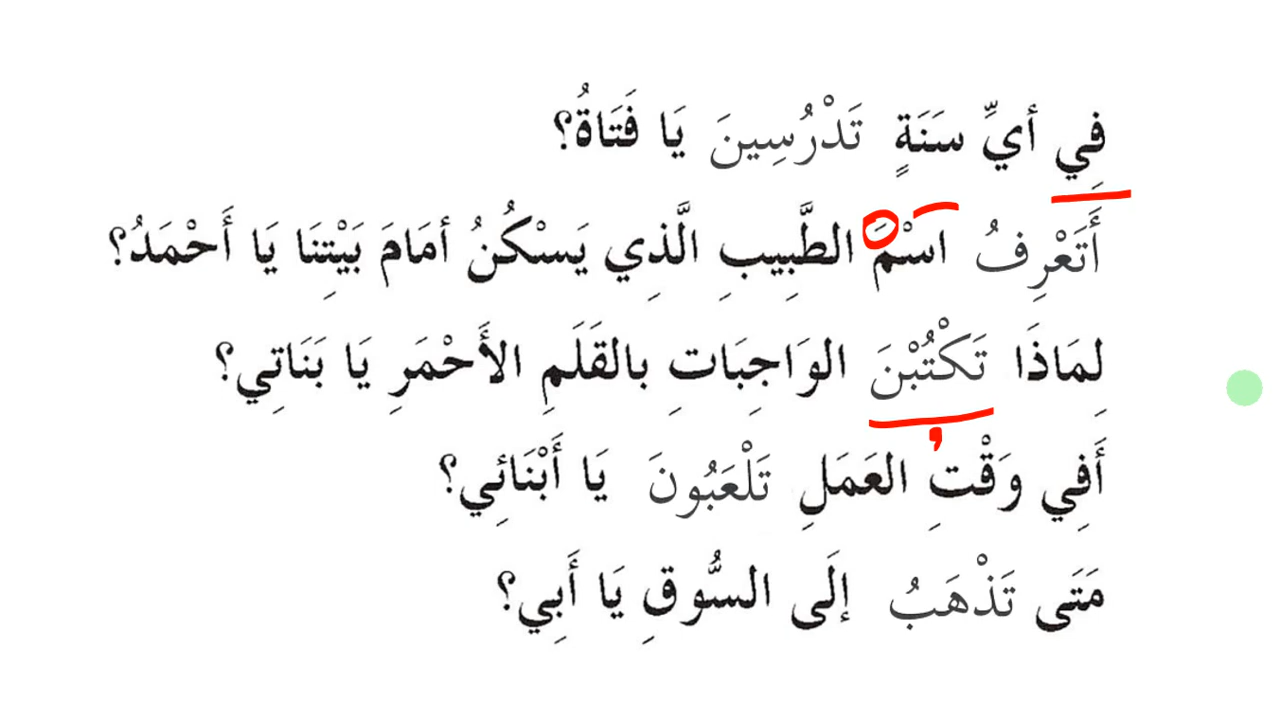 فِي أيِّ سَنَةٍ تَدْرُسِينَ يَا فَتَاةُ؟
أَتَعْرِفُ اسْمَ الطَّبِيبِ الَّذِي يَسْكُنُ أمَامَ بَيْتِنَا يَا أَحْمَدُ؟
لِمَاذَا تَكْتُبْنَ الوَاجِبَاتِ بالقَلَمِ الأَحْمَرِ يَا بَنَاتِي؟
أَفِي وَقْتِ العَمَلِ تَلْعَبُونَ يَا أَبْنَائِي؟
مَتَى تَذْهَبُ إلَى السُّوقِ يَا أَبِي؟